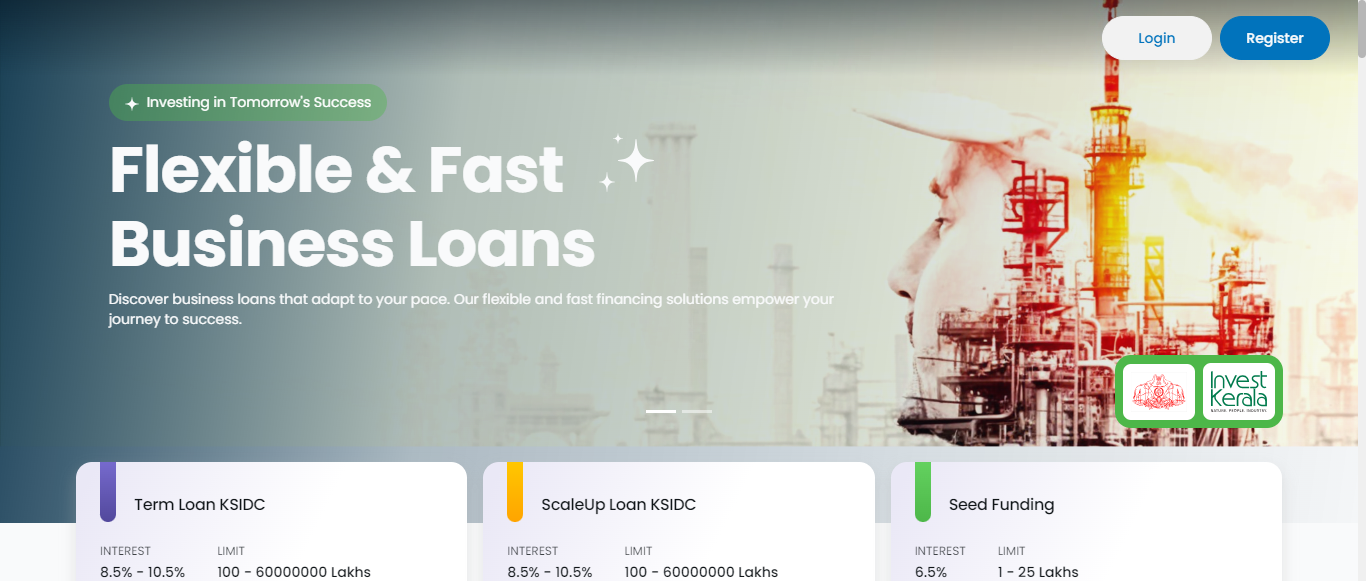 Login
Register
Investing in Tomorrow's Success
Flexible & Fast
Business Loans
Discover business loans that adapt to your pace. Our flexible and fast financing solutions empower your
journey to success.
Invest
Kerala
NATURE. PEOPLE. INDUSTRY.
Term Loan KSIDC
INTEREST LIMIT
8.5% - 10.5% 100 - 60000000 Lakhs
ScaleUp Loan KSIDC
INTEREST LIMIT
8.5% - 10.5% 100 - 60000000 Lakhs
Seed Funding
INTEREST LIMIT
6.5% 1 - 25 Lakhs